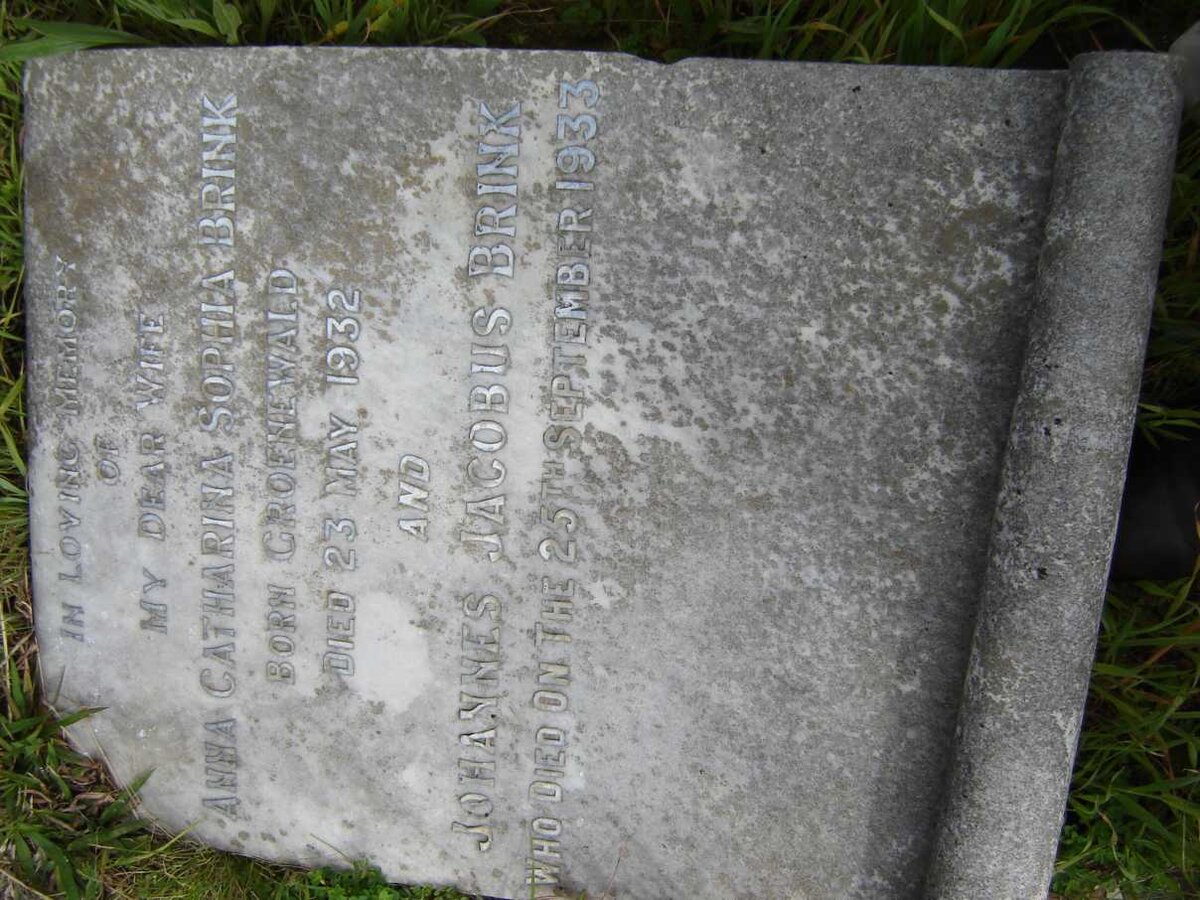 IN LOVING MEMORY
OF
MY DEAR WIFE
ANNA CATHARINA SOPHIA BRINK
BORN GROENEWALD
DIED 23 MAY 1932
AND
JOHANNES JACOBUS BRINK
WHO DIED ON THE 25TH SEPTEMBER 1933